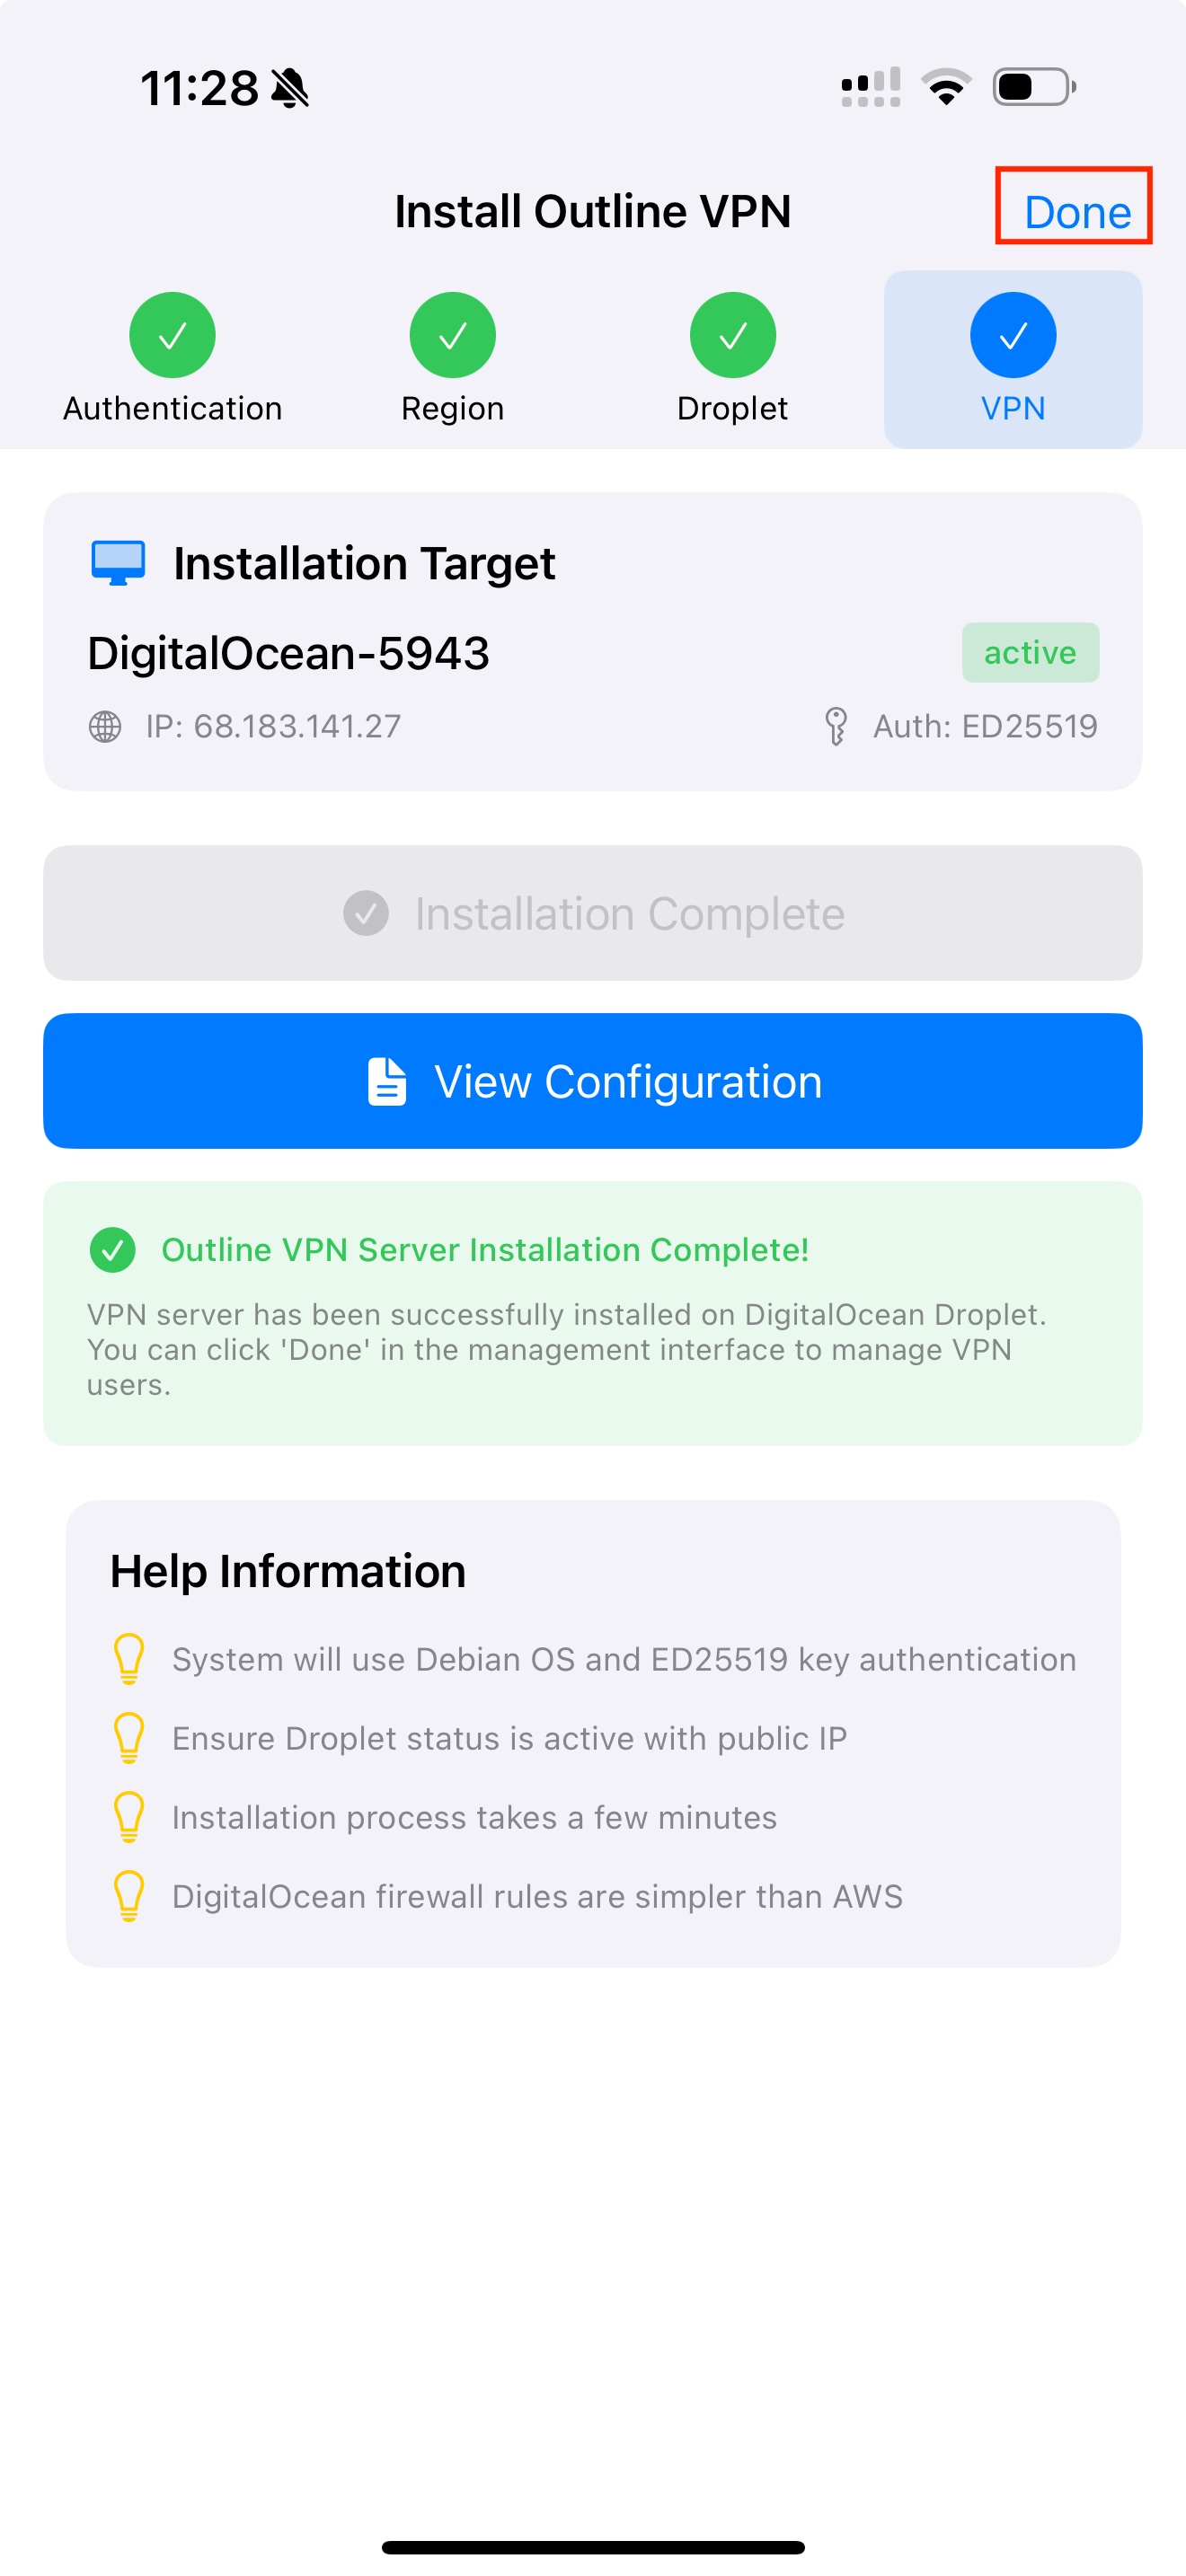 11:28
Install Outline VPN
Done
Authentication
Region
Droplet
VPN
Installation Target
DigitalOcean-5943
active
IP: 68.183.141.27
Auth: ED25519
Installation Complete
View Configuration
Outline VPN Server Installation Complete!
VPN server has been successfully installed on DigitalOcean Droplet.
You can click 'Done' in the management interface to manage VPN
users.
Help Information
System will use Debian OS and ED25519 key authentication
Ensure Droplet status is active with public IP
Installation process takes a few minutes
DigitalOcean firewall rules are simpler than AWS